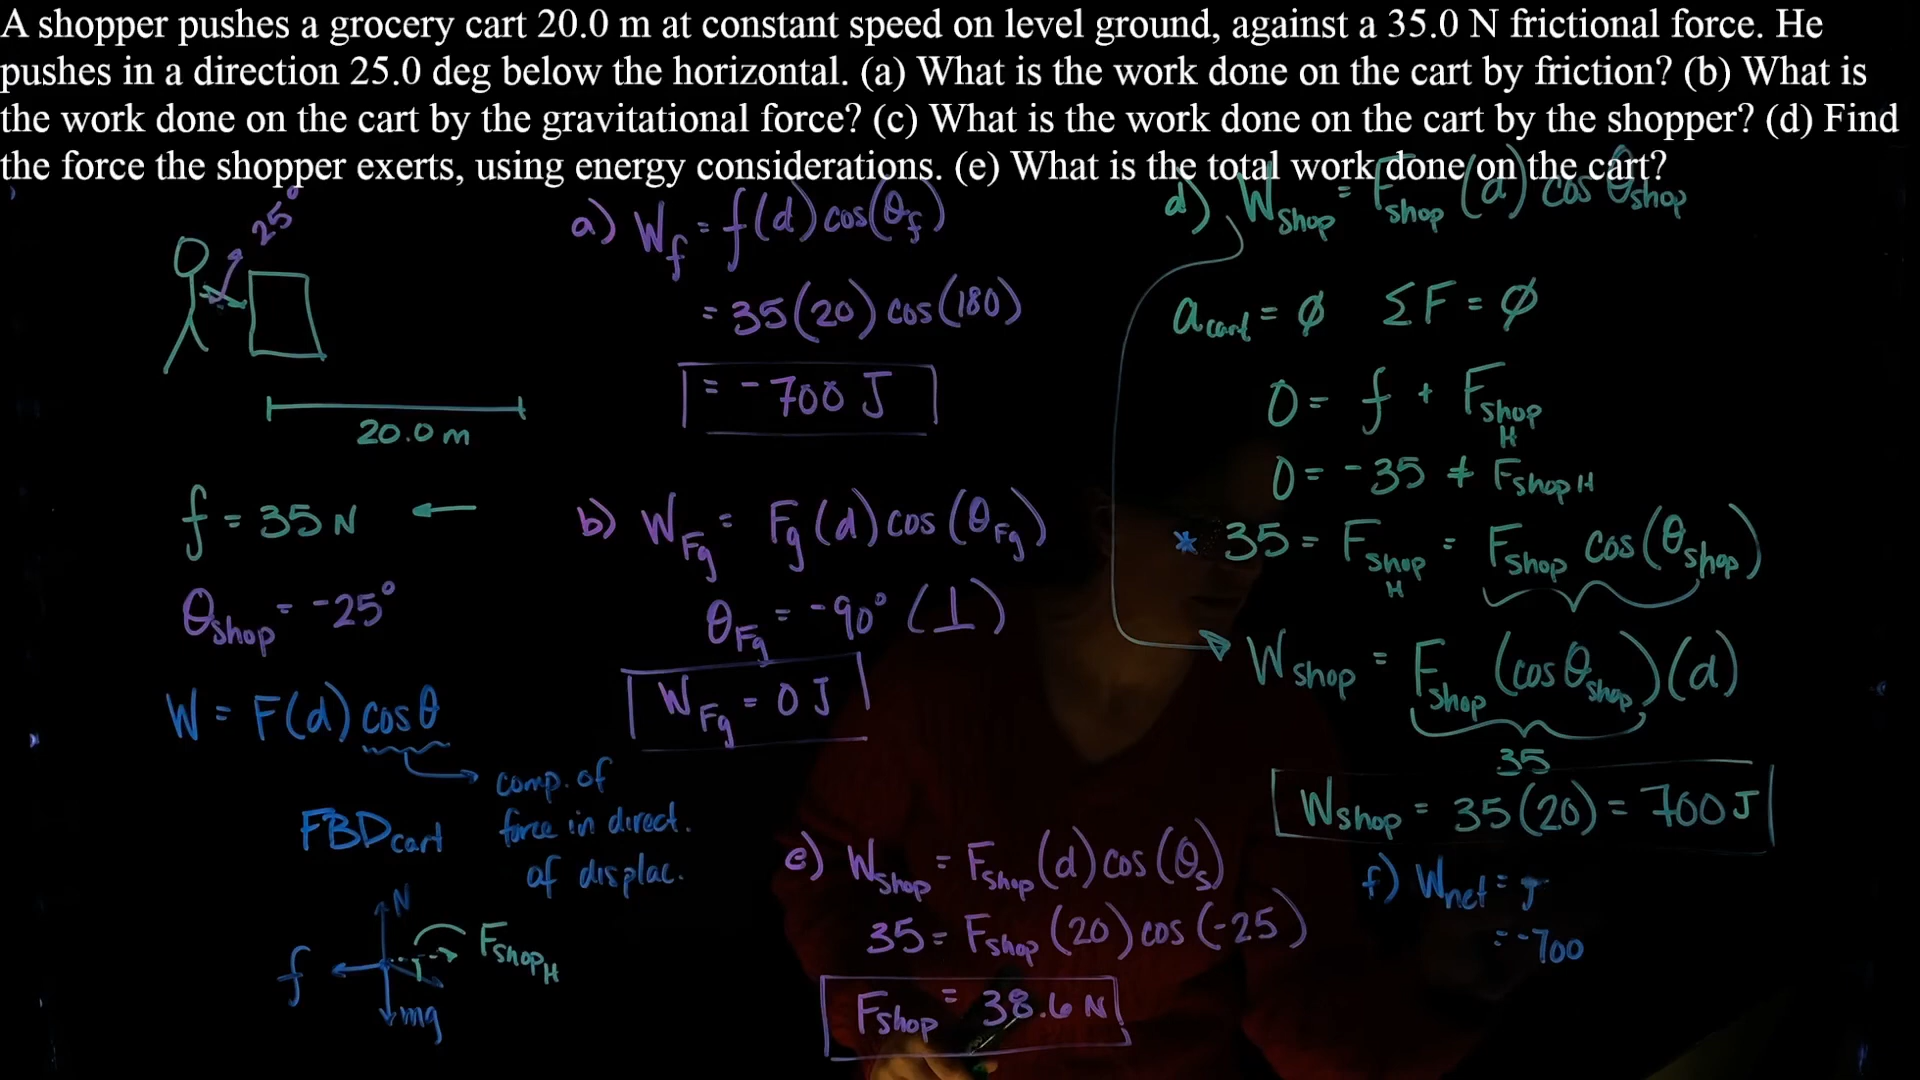 A shopper pushes a grocery cart 20.0 m at constant speed on level ground, against a 35.0 N frictional force. He
pushes in a direction 25.0 deg below the horizontal. (a) What is the work done on the cart by friction? (b) What is
the work done on the cart by the gravitational force? (c) What is the work done on the cart by the shopper? (d) Find
the force the shopper exerts, using energy considerations. (e) What is the total work done on the cart?
25°
20.0 m
f = 35 N
θshop = -25°
W = F(d) cosθ
comp. of
force in direct.
of displac.
FBDcart
N
f
FshopH
mg
a) Wf = f(d) cos(θf)
= 35(20) cos(180)
= -700 J
b) WFg = Fg(d) cos(θFg)
θFg = -90° (⊥)
WFg = 0 J
e) Wshop = Fshop(d) cos(θs)
35 = Fshop(20) cos(-25)
Fshop = 38.6 N
d) Wshop = Fshop(d) cos θshop
acart = ∅ ΣF = ∅
0 = f + FshopH
0 = -35 + FshopH
* 35 = FshopH = Fshop cos(θshop)
Wshop = Fshop(cosθshop)(d)
35
Wshop = 35(20) = 700 J
f) Wnet =
= -700